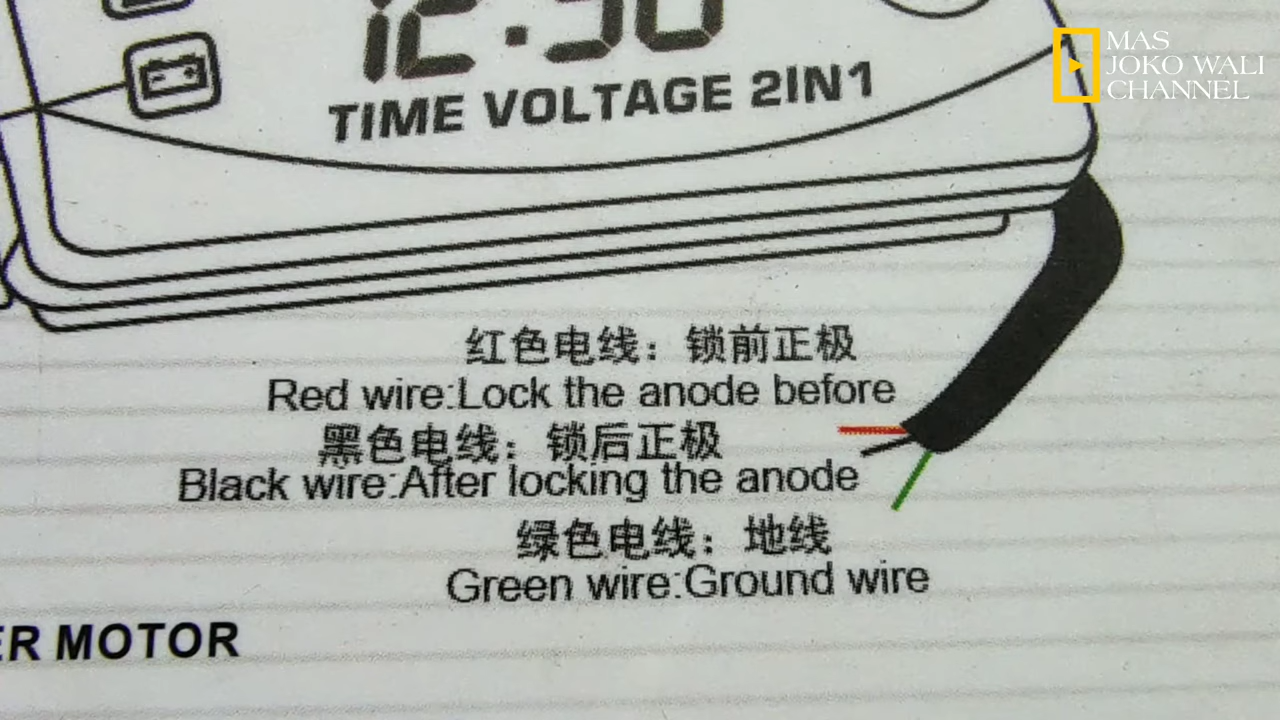 12:30
TIME VOLTAGE 2IN1
MAS
JOKO WALI
CHANNEL
红色电线：锁前正极
Red wire:Lock the anode before
黑色电线：锁后正极
Black wire:After locking the anode
绿色电线：地线
Green wire:Ground wire
MOTOR